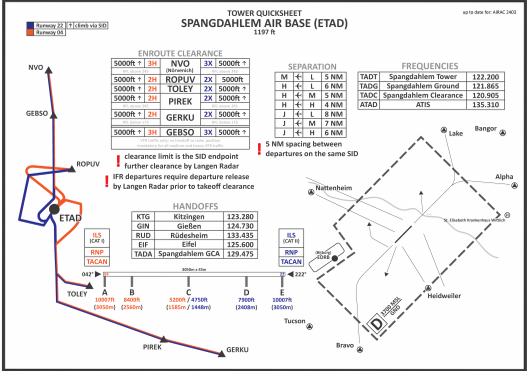 TOWER QUICKSHEET
SPANGDAHLEM AIR BASE (ETAD)
1197 ft
up to date for: AIRAC 2403
Runway 22 ↑ climb via SID
Runway 04
ENROUTE CLEARANCE
5000ft ↑ 3H NVO (Nörvenich) 3X 5000ft ↑
5000ft ↑ 2H ROPUV 2X 5000ft
5000ft ↑ 2H TOLEY 2X 5000ft ↑
5000ft ↑ 2H PIREK 2X 5000ft ↑
5000ft ↑ 2H GERKU 2X 5000ft ↑
5000ft ↑ 3H GEBSO 3X 5000ft ↑
! clearance limit is the SID endpoint
further clearance by Langen Radar
! IFR departures require departure release
by Langen Radar prior to takeoff clearance
SEPARATION
M ← L 5 NM
H ← L 6 NM
H ← M 5 NM
H ← H 4 NM
J ← L 8 NM
J ← M 7 NM
J ← H 6 NM
! 5 NM spacing between
departures on the same SID
FREQUENCIES
TADT Spangdahlem Tower 122.200
TADG Spangdahlem Ground 121.865
TADC Spangdahlem Clearance 120.905
ATAD ATIS 135.310
HANDOFFS
KTG Kitzingen 123.280
GIN Gießen 124.730
RUD Rüdesheim 133.435
EIF Eifel 125.600
TADA Spangdahlem GCA 129.475
NVO
GEBSO
ROPUV
ETAD
TOLEY
PIREK
GERKU
ILS
(CAT I)
RNP
TACAN
ILS
(CAT I)
RNP
TACAN
042°
3050m x 45m
222°
A
10007ft
(3050m)
B
8400ft
(2560m)
C
5200ft / 4750ft
(1585m / 1448m)
D
7900ft
(2408m)
E
10007ft
(3050m)
Lake
Bangor
Alpha
Nattenheim
St. Elisabeth Krankenhaus Wittlich
(Bitburg)
EDRB
Heidweiler
Tucson
Bravo
D
3700 MSL
GND